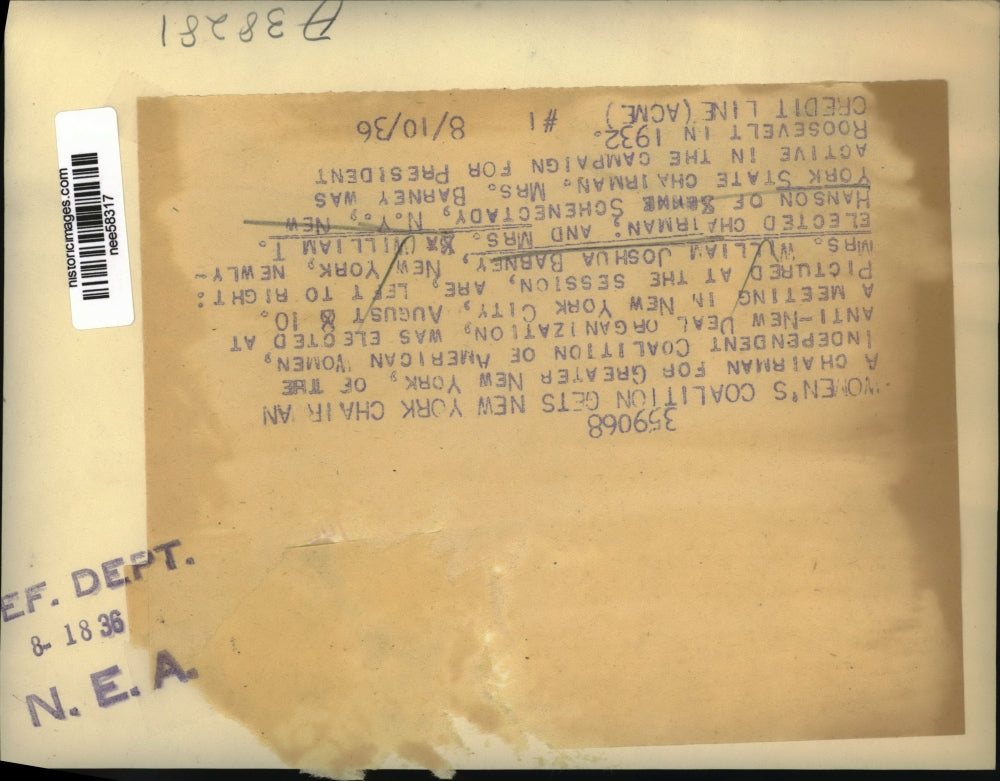 359068
WOMEN'S COALITION GETS NEW YORK CHAIR AN
A CHAIRMAN FOR GREATER NEW YORK, OF THE
INDEPENDENT COALITION OF AMERICAN WOMEN,
ANTI-NEW DEAL ORGANIZATION, WAS ELECTED AT
A MEETING IN NEW YORK CITY, AUGUST 10.
PICTURED AT THE SESSION, ARE, LEFT TO RIGHT:
MRS. WILLIAM JOSHUA BARNEY, NEW YORK, NEWLY-
ELECTED CHAIRMAN; AND MRS. WILLIAM T.
HANSON OF SCHENECTADY, N.Y., NEW
YORK STATE CHAIRMAN. MRS. BARNEY WAS
ACTIVE IN THE CAMPAIGN FOR PRESIDENT
ROOSEVELT IN 1932.
CREDIT LINE (ACME) #1 8/10/36
A38281
historicimages.com
nee58317
EF. DEPT.
8- 18 36
N. E. A.